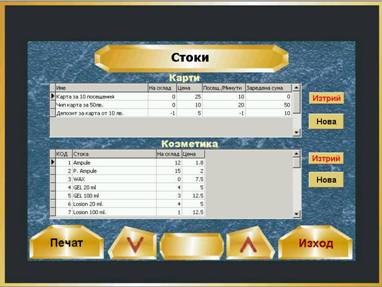 Стоки
Карти
Име На склад Цена Посещ./Минути Заредена сума
Карта за 10 посещения 0 25 10 0
Чип карта за 50лв. 0 10 20 50
Депозит за карта от 10 лв. -1 5 -1 10
Изтрий
Нова
Козметика
КОД Стока На склад Цена
1 Ampule 12 1.8
2 P. Ampule 15 2
3 WAX 0 7.5
4 GEL 20 ml. 4 5
5 GEL 100 ml. 3 12.5
6 Losion 20 ml. 4 5
7 Losion 100 ml. 1 12.5
Изтрий
Нова
Печат
Изход